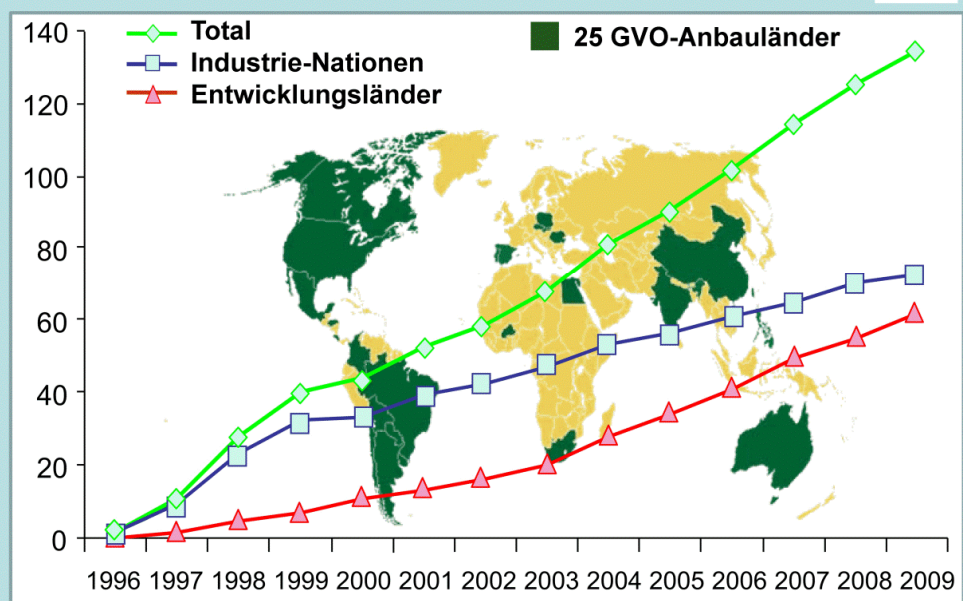 Total
Industrie-Nationen
Entwicklungsländer
25 GVO-Anbauländer
140
120
100
80
60
40
20
0
1996 1997 1998 1999 2000 2001 2002 2003 2004 2005 2006 2007 2008 2009